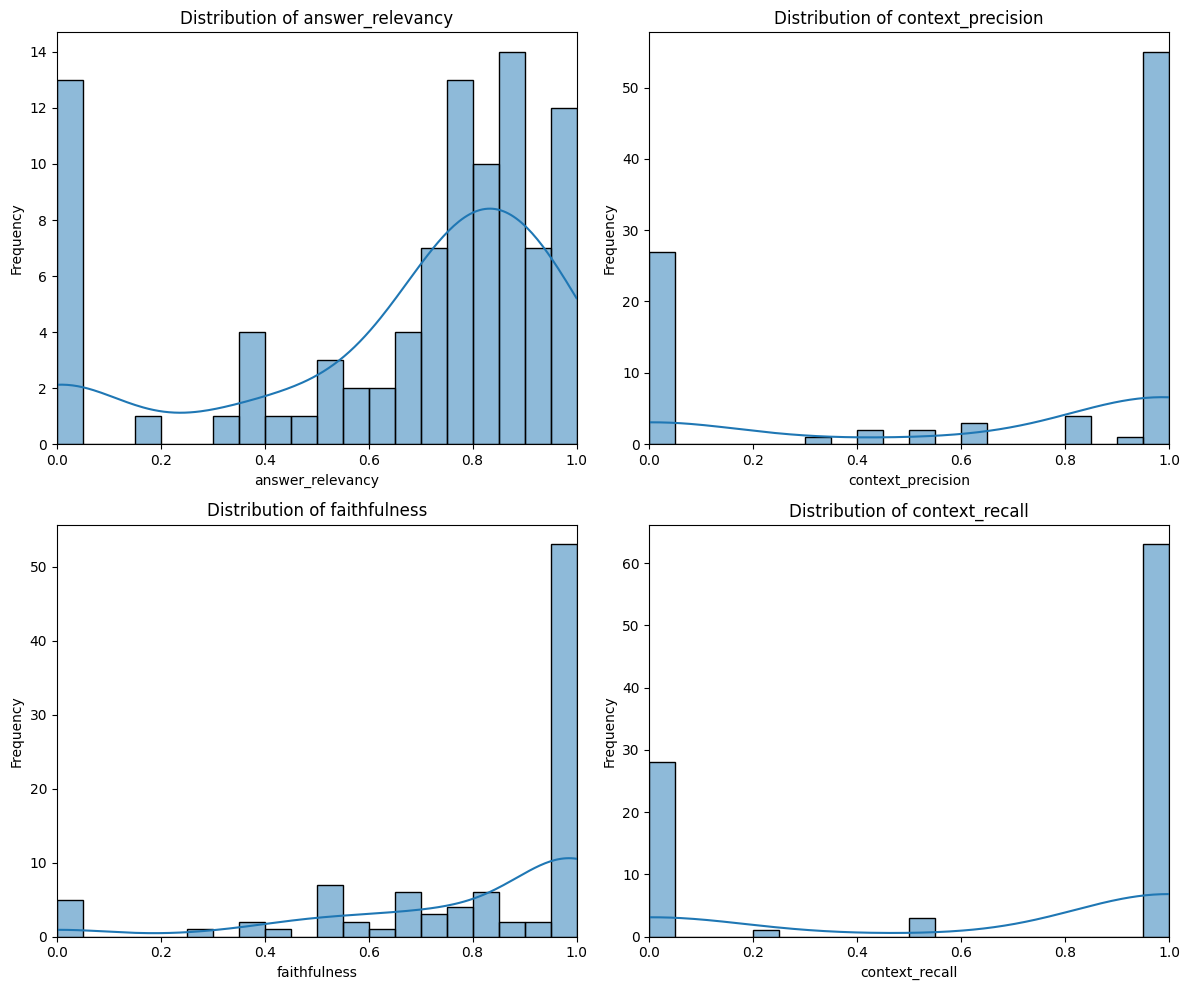 Distribution of answer_relevancy
14
12
10
8
6
4
2
0
Frequency
0.0 0.2 0.4 0.6 0.8 1.0
answer_relevancy
Distribution of context_precision
50
40
30
20
10
0
Frequency
0.0 0.2 0.4 0.6 0.8 1.0
context_precision
Distribution of faithfulness
50
40
30
20
10
0
Frequency
0.0 0.2 0.4 0.6 0.8 1.0
faithfulness
Distribution of context_recall
60
50
40
30
20
10
0
Frequency
0.0 0.2 0.4 0.6 0.8 1.0
context_recall